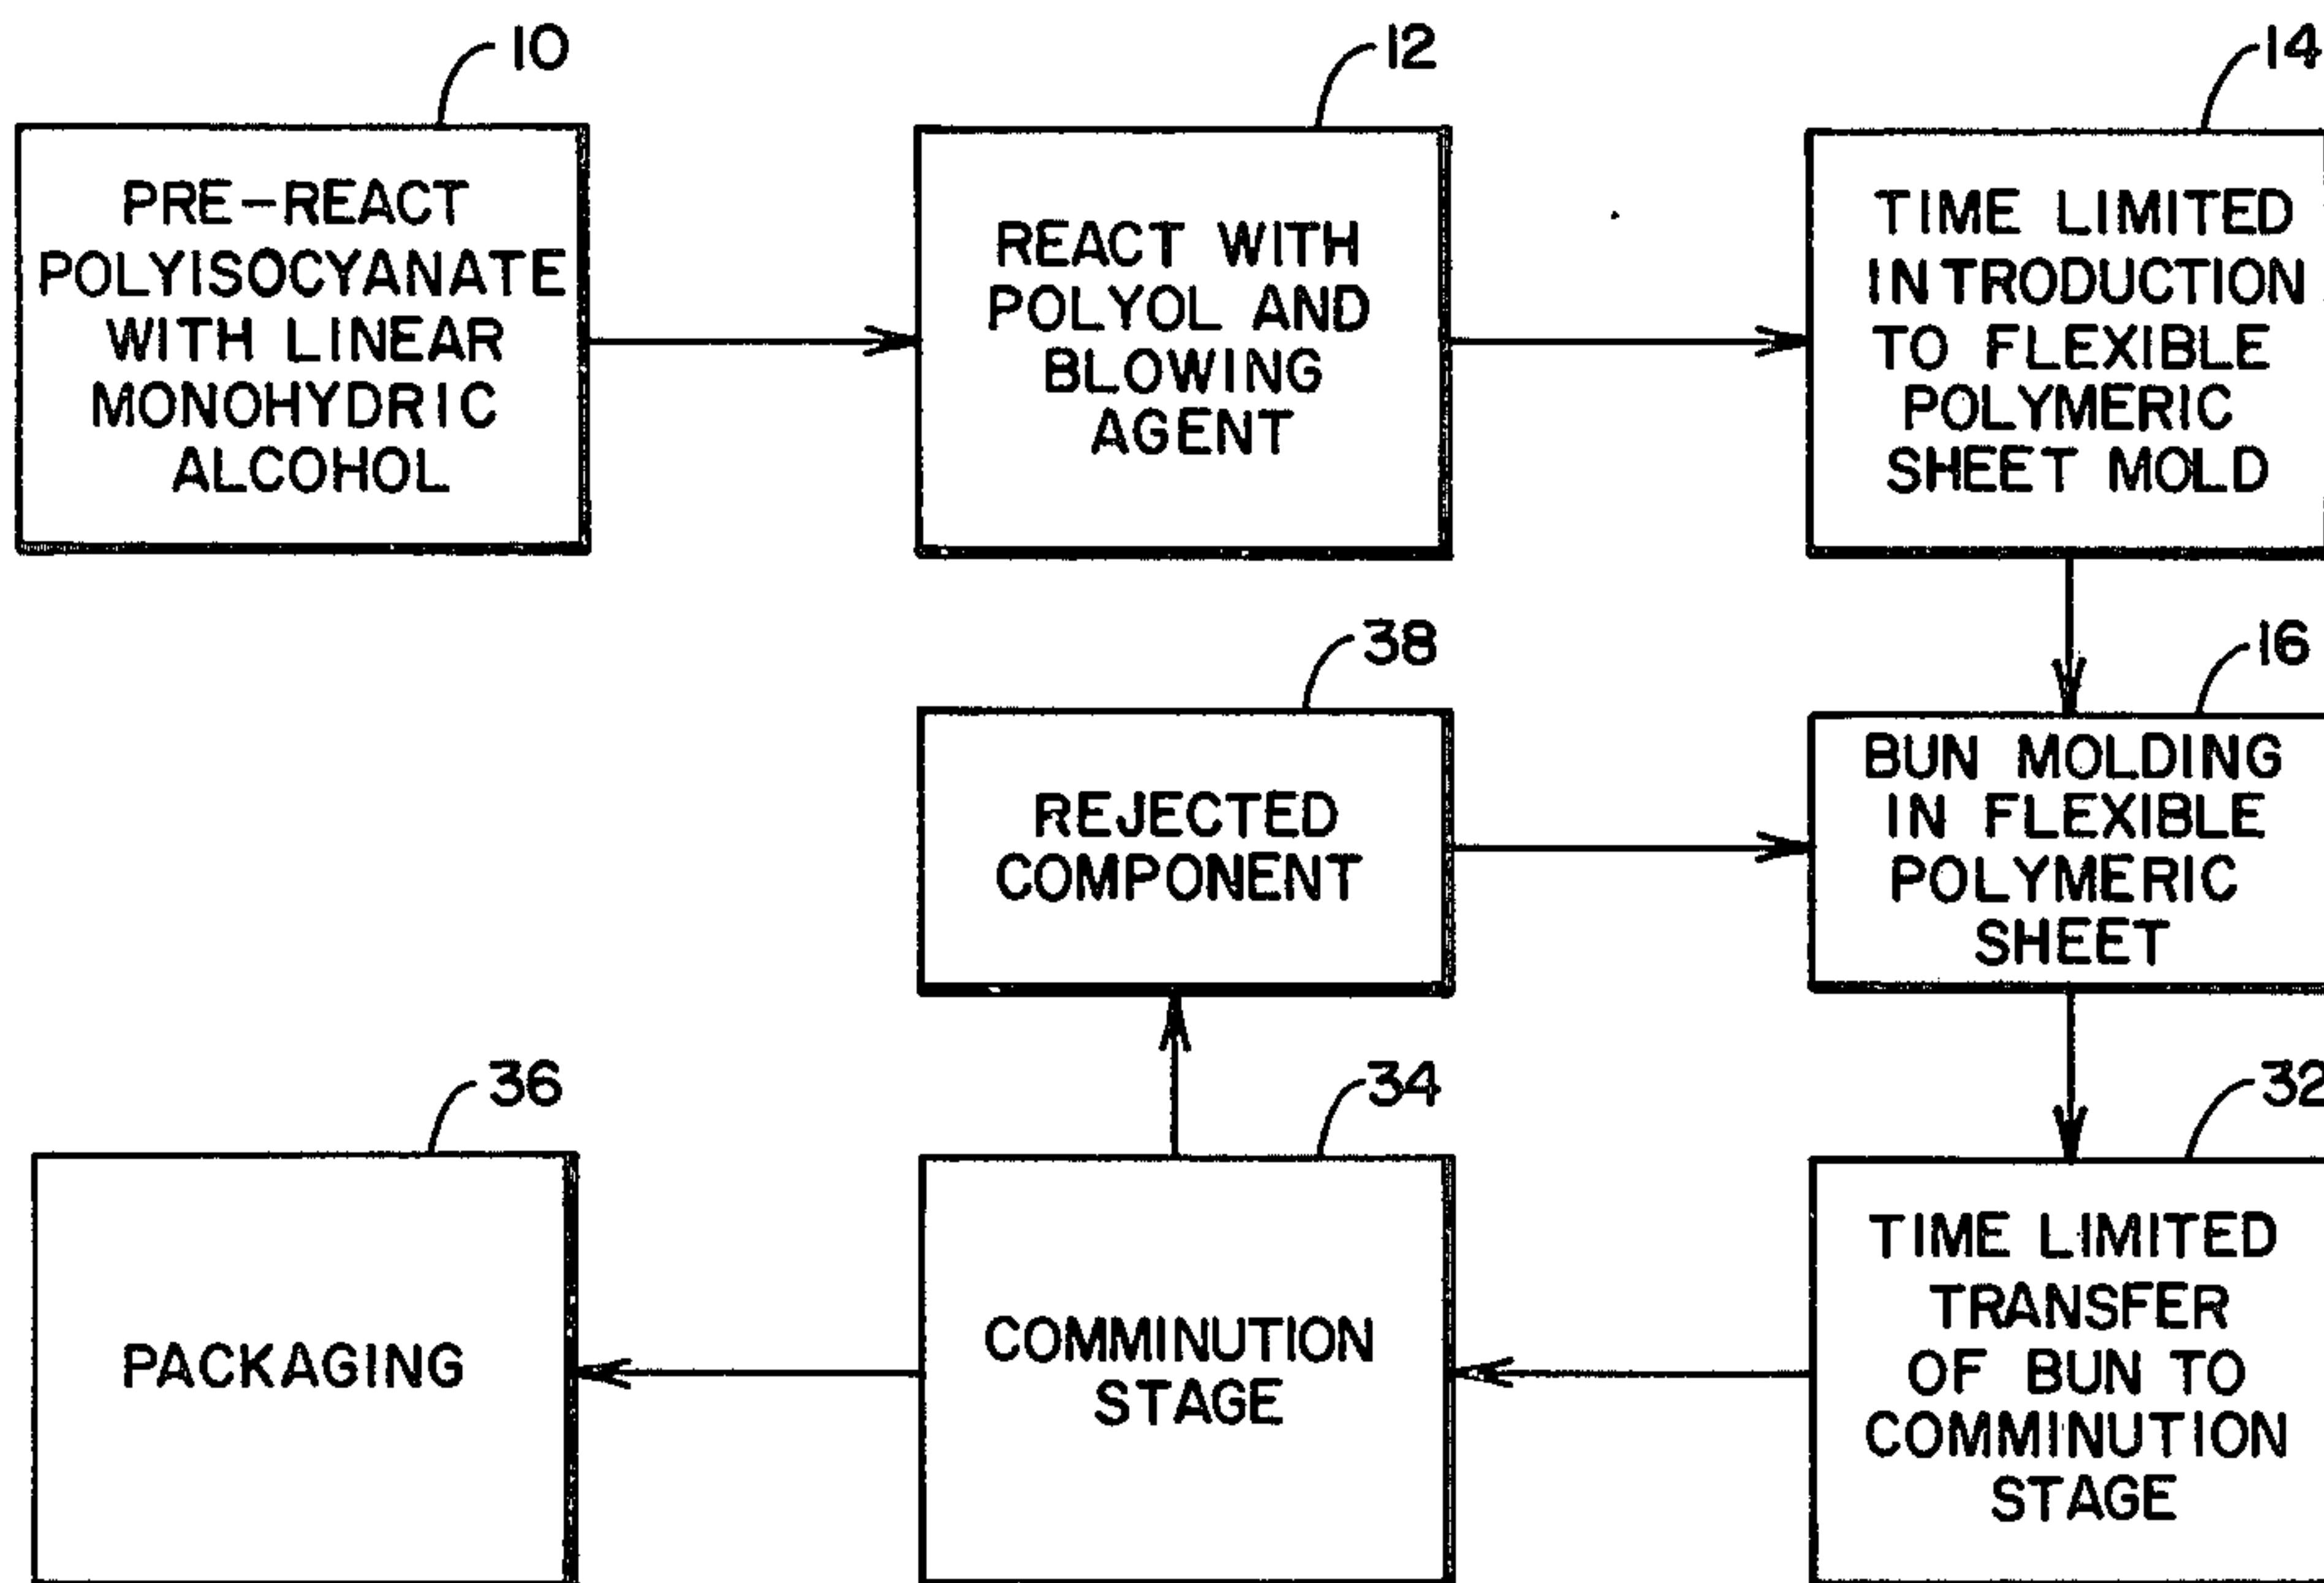 10
PRE-REACT
POLYISOCYANATE
WITH LINEAR
MONOHYDRIC
ALCOHOL
12
REACT WITH
POLYOL AND
BLOWING
AGENT
14
TIME LIMITED
INTRODUCTION
TO FLEXIBLE
POLYMERIC
SHEET MOLD
38
REJECTED
COMPONENT
16
BUN MOLDING
IN FLEXIBLE
POLYMERIC
SHEET
36
PACKAGING
34
COMMINUTION
STAGE
32
TIME LIMITED
TRANSFER
OF BUN TO
COMMINUTION
STAGE